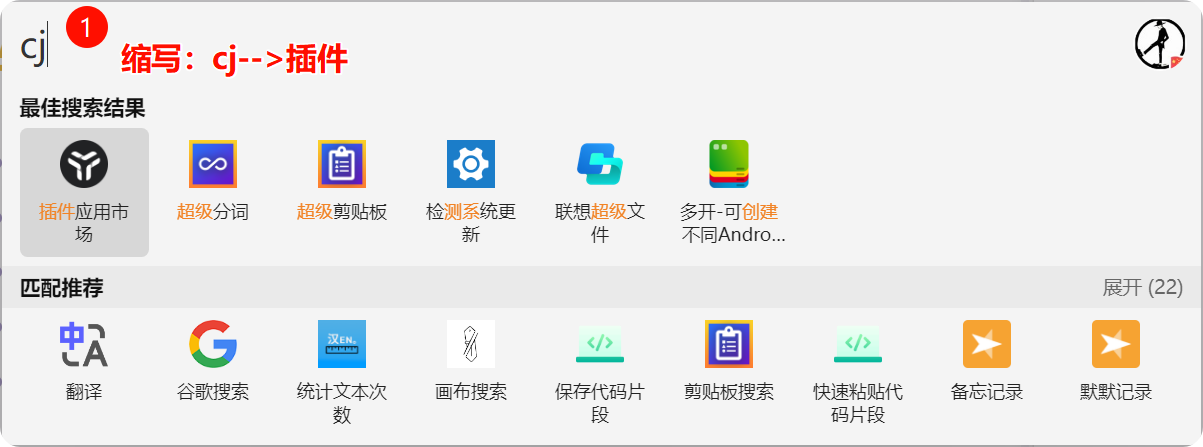 cj
1
缩写：cj-->插件
最佳搜索结果
插件应用市
场
超级分词
超级剪贴板
检测系统更
新
联想超级文
件
多开-可创建
不同Andro...
匹配推荐
展开 (22)
中A
翻译
G
谷歌搜索
汉EN。
统计文本次
数
画布搜索
</>
保存代码片
段
剪贴板搜索
</>
快速粘贴代
码片段
备忘记录
默默记录